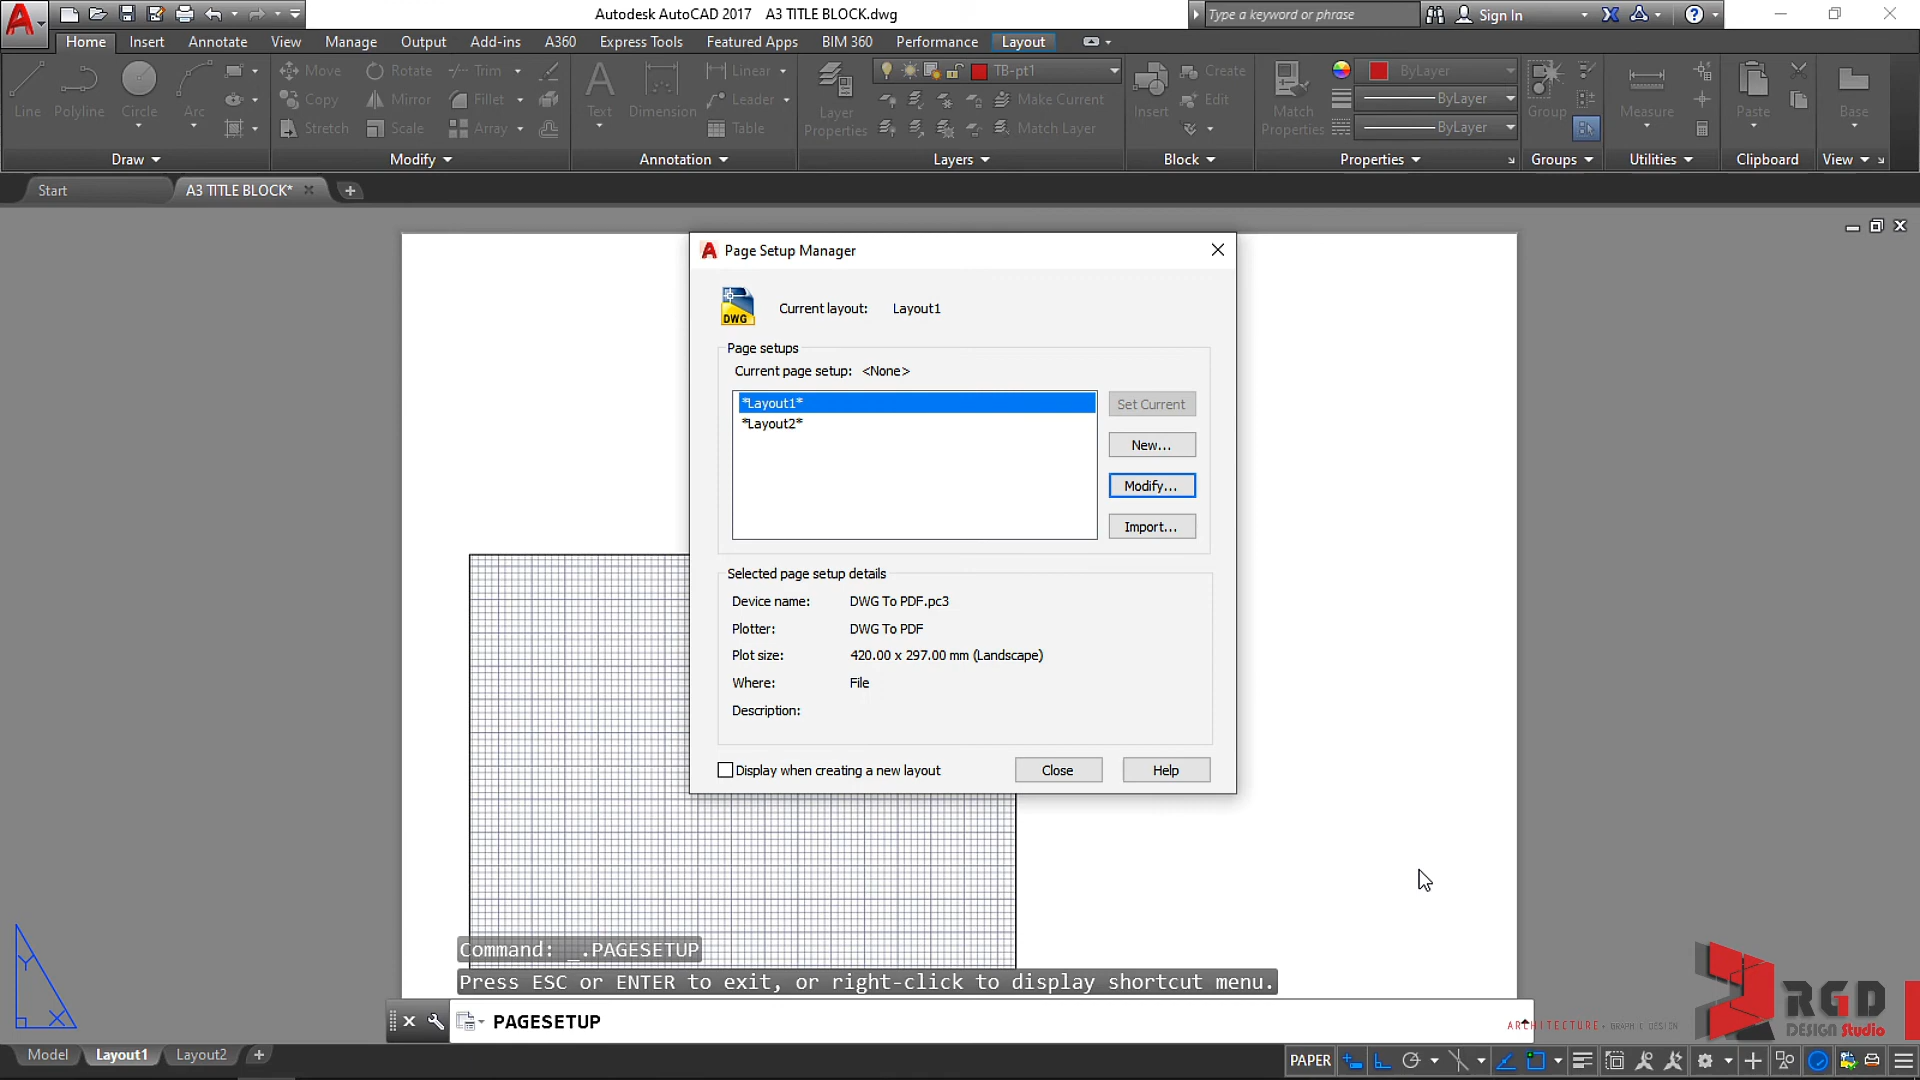 Autodesk AutoCAD 2017 A3 TITLE BLOCK.dwg
Type a keyword or phrase
Sign In
Home Insert Annotate View Manage Output Add-ins A360 Express Tools Featured Apps BIM 360 Performance Layout
Line Polyline Circle Arc
Move Rotate Trim
Copy Mirror Fillet
Stretch Scale Array
Text Dimension
Linear
Leader
Table
Layer Properties
TB-pt1
Make Current
Match Layer
Insert
Create
Edit
Match Properties
ByLayer
ByLayer
ByLayer
Group
Measure
Paste
Base
Draw Modify Annotation Layers Block Properties Groups Utilities Clipboard View
Start A3 TITLE BLOCK*
Page Setup Manager
DWG
Current layout: Layout1
Page setups
Current page setup: <None>
*Layout1*
*Layout2*
Set Current
New...
Modify...
Import...
Selected page setup details
Device name: DWG To PDF.pc3
Plotter: DWG To PDF
Plot size: 420.00 x 297.00 mm (Landscape)
Where: File
Description:
Display when creating a new layout
Close Help
Command: _.PAGESETUP
Press ESC or ENTER to exit, or right-click to display shortcut menu.
PAGESETUP
Y
X
RGD
DESIGN Studio
ARCHITECTURE + GRAPHIC DESIGN
Model Layout1 Layout2
PAPER